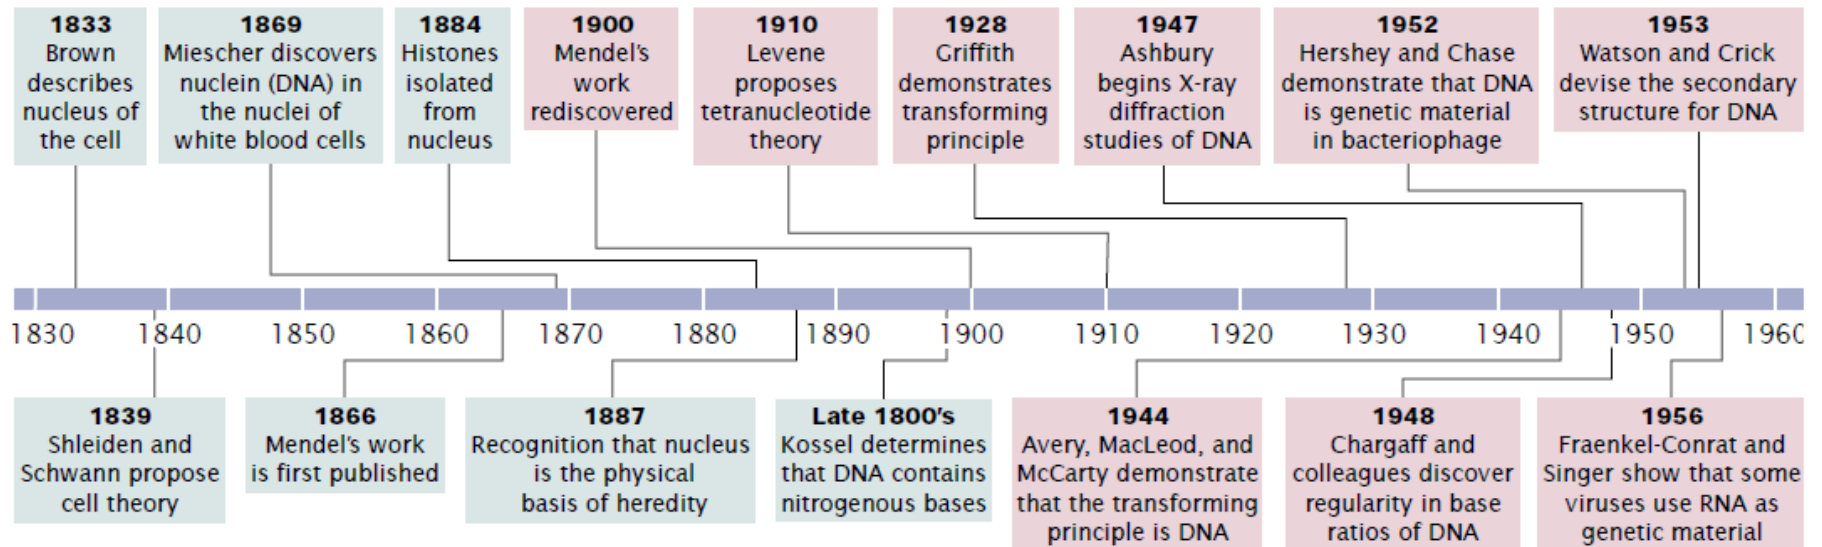 1833
Brown
describes
nucleus of
the cell
1869
Miescher discovers
nuclein (DNA) in
the nuclei of
white blood cells
1884
Histones
isolated
from
nucleus
1900
Mendel's
work
rediscovered
1910
Levene
proposes
tetranucleotide
theory
1928
Griffith
demonstrates
transforming
principle
1947
Ashbury
begins X-ray
diffraction
studies of DNA
1952
Hershey and Chase
demonstrate that DNA
is genetic material
in bacteriophage
1953
Watson and Crick
devise the secondary
structure for DNA
1830 1840 1850 1860 1870 1880 1890 1900 1910 1920 1930 1940 1950 1960
1839
Shleiden and
Schwann propose
cell theory
1866
Mendel's work
is first published
1887
Recognition that nucleus
is the physical
basis of heredity
Late 1800's
Kossel determines
that DNA contains
nitrogenous bases
1944
Avery, MacLeod, and
McCarty demonstrate
that the transforming
principle is DNA
1948
Chargaff and
colleagues discover
regularity in base
ratios of DNA
1956
Fraenkel-Conrat and
Singer show that some
viruses use RNA as
genetic material